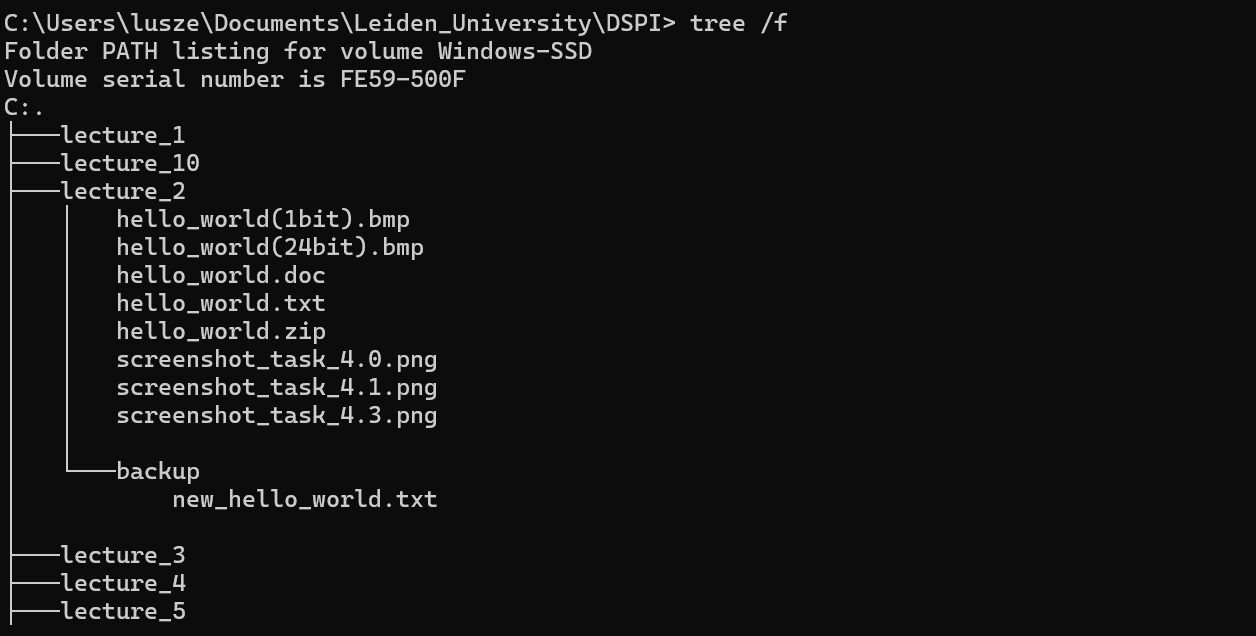 C:\Users\lusze\Documents\Leiden_University\DSPI> tree /f
Folder PATH listing for volume Windows-SSD
Volume serial number is FE59-500F
C:.
├───lecture_1
├───lecture_10
├───lecture_2
│   │   hello_world(1bit).bmp
│   │   hello_world(24bit).bmp
│   │   hello_world.doc
│   │   hello_world.txt
│   │   hello_world.zip
│   │   screenshot_task_4.0.png
│   │   screenshot_task_4.1.png
│   │   screenshot_task_4.3.png
│   │
│   └───backup
│           new_hello_world.txt
│
├───lecture_3
├───lecture_4
├───lecture_5